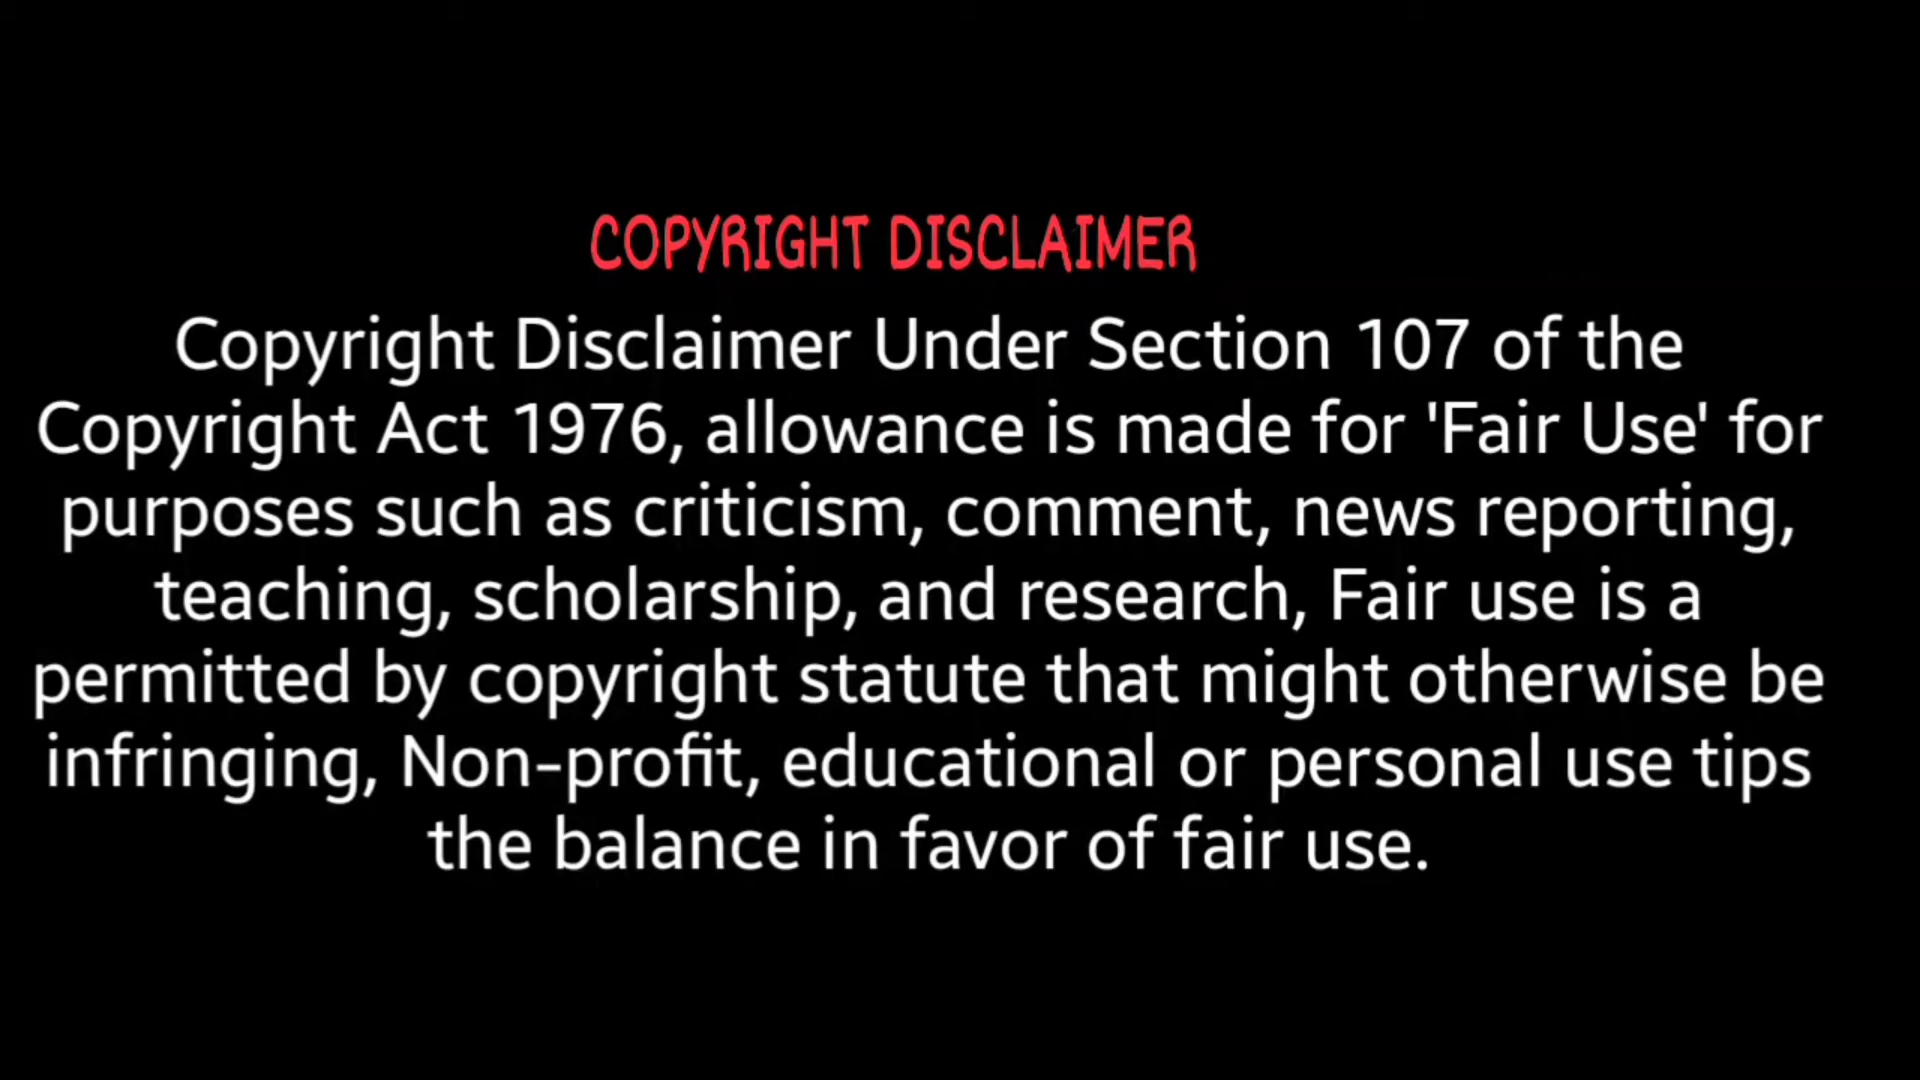 COPYRIGHT DISCLAIMER
Copyright Disclaimer Under Section 107 of the
Copyright Act 1976, allowance is made for 'Fair Use' for
purposes such as criticism, comment, news reporting,
teaching, scholarship, and research, Fair use is a
permitted by copyright statute that might otherwise be
infringing, Non-profit, educational or personal use tips
the balance in favor of fair use.